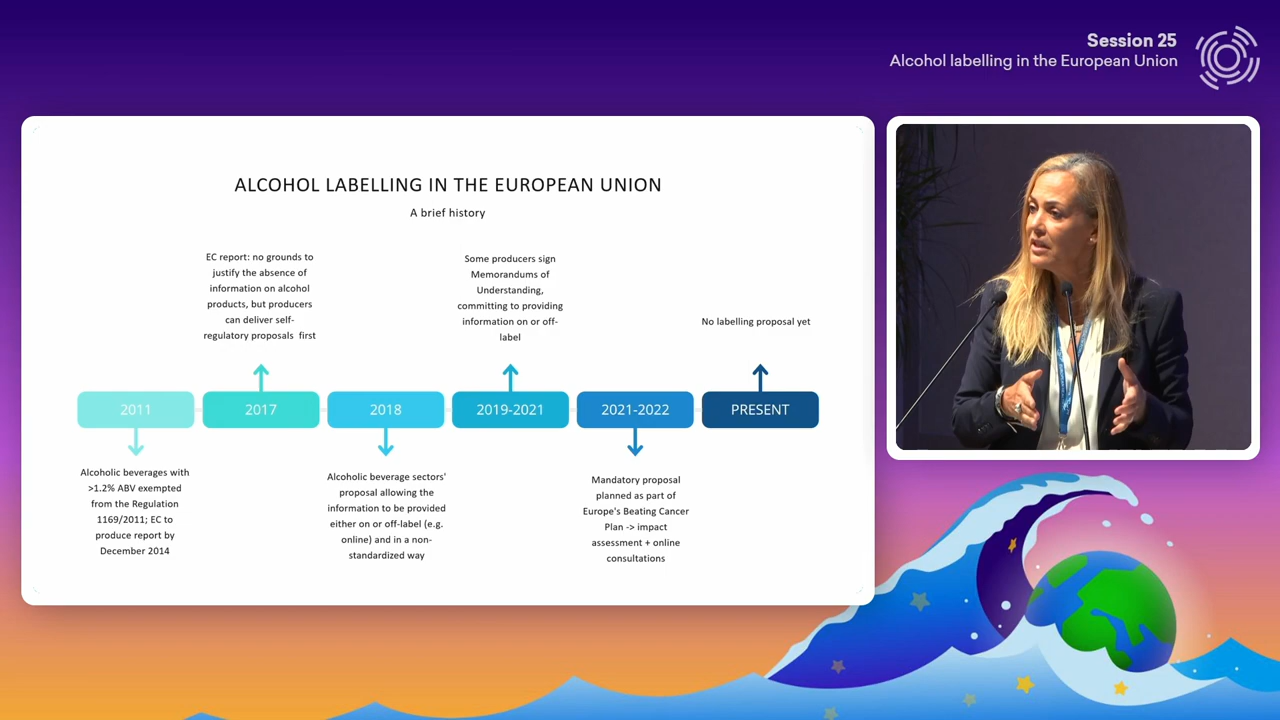 Session 25
Alcohol labelling in the European Union
ALCOHOL LABELLING IN THE EUROPEAN UNION
A brief history
EC report: no grounds to
justify the absence of
information on alcohol
products, but producers
can deliver self-
regulatory proposals first
Some producers sign
Memorandums of
Understanding,
committing to providing
information on or off-
label
No labelling proposal yet
2011
2017
2018
2019-2021
2021-2022
PRESENT
Alcoholic beverages with
>1.2% ABV exempted
from the Regulation
1169/2011; EC to
produce report by
December 2014
Alcoholic beverage sectors'
proposal allowing the
information to be provided
either on or off-label (e.g.
online) and in a non-
standardized way
Mandatory proposal
planned as part of
Europe's Beating Cancer
Plan -> impact
assessment + online
consultations